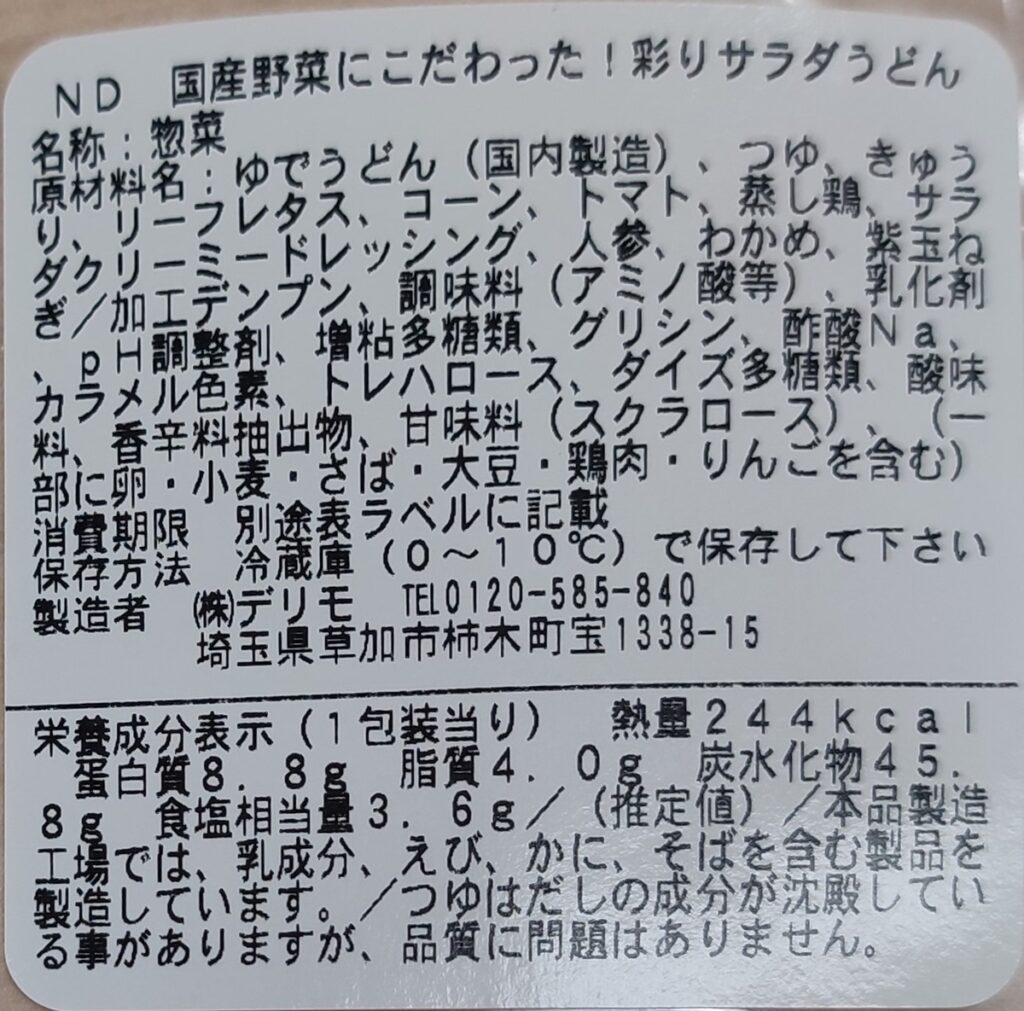 ND 国産野菜にこだわった！彩りサラダうどん
名称：惣菜
原材料名：ゆでうどん（国内製造）、つゆ、きゅう
り、リーフレタス、コーン、トマト、蒸し鶏、サラ
ダクリーミードレッシング、人参、わかめ、紫玉ね
ぎ／加工デンプン、調味料（アミノ酸等）、乳化剤
、pH調整剤、増粘多糖類、グリシン、酢酸Na、
カラメル色素、トレハロース、ダイズ多糖類、酸味
料、香辛料抽出物、甘味料（スクラロース）、（一
部に卵・小麦・さば・大豆・鶏肉・りんごを含む）
消費期限 別途表ラベルに記載
保存方法 冷蔵庫（０～１０℃）で保存して下さい
製造者 ㈱デリモ TEL0120-585-840
埼玉県草加市柿木町宝1338-15
栄養成分表示（1包装当り） 熱量２４４kcal
蛋白質８．８g 脂質４．０g 炭水化物４５．
８g 食塩相当量３．６g／（推定値）／本品製造
工場では、乳成分、えび、かに、そばを含む製品を
製造しています。／つゆはだしの成分が沈殿してい
る事がありますが、品質に問題はありません。